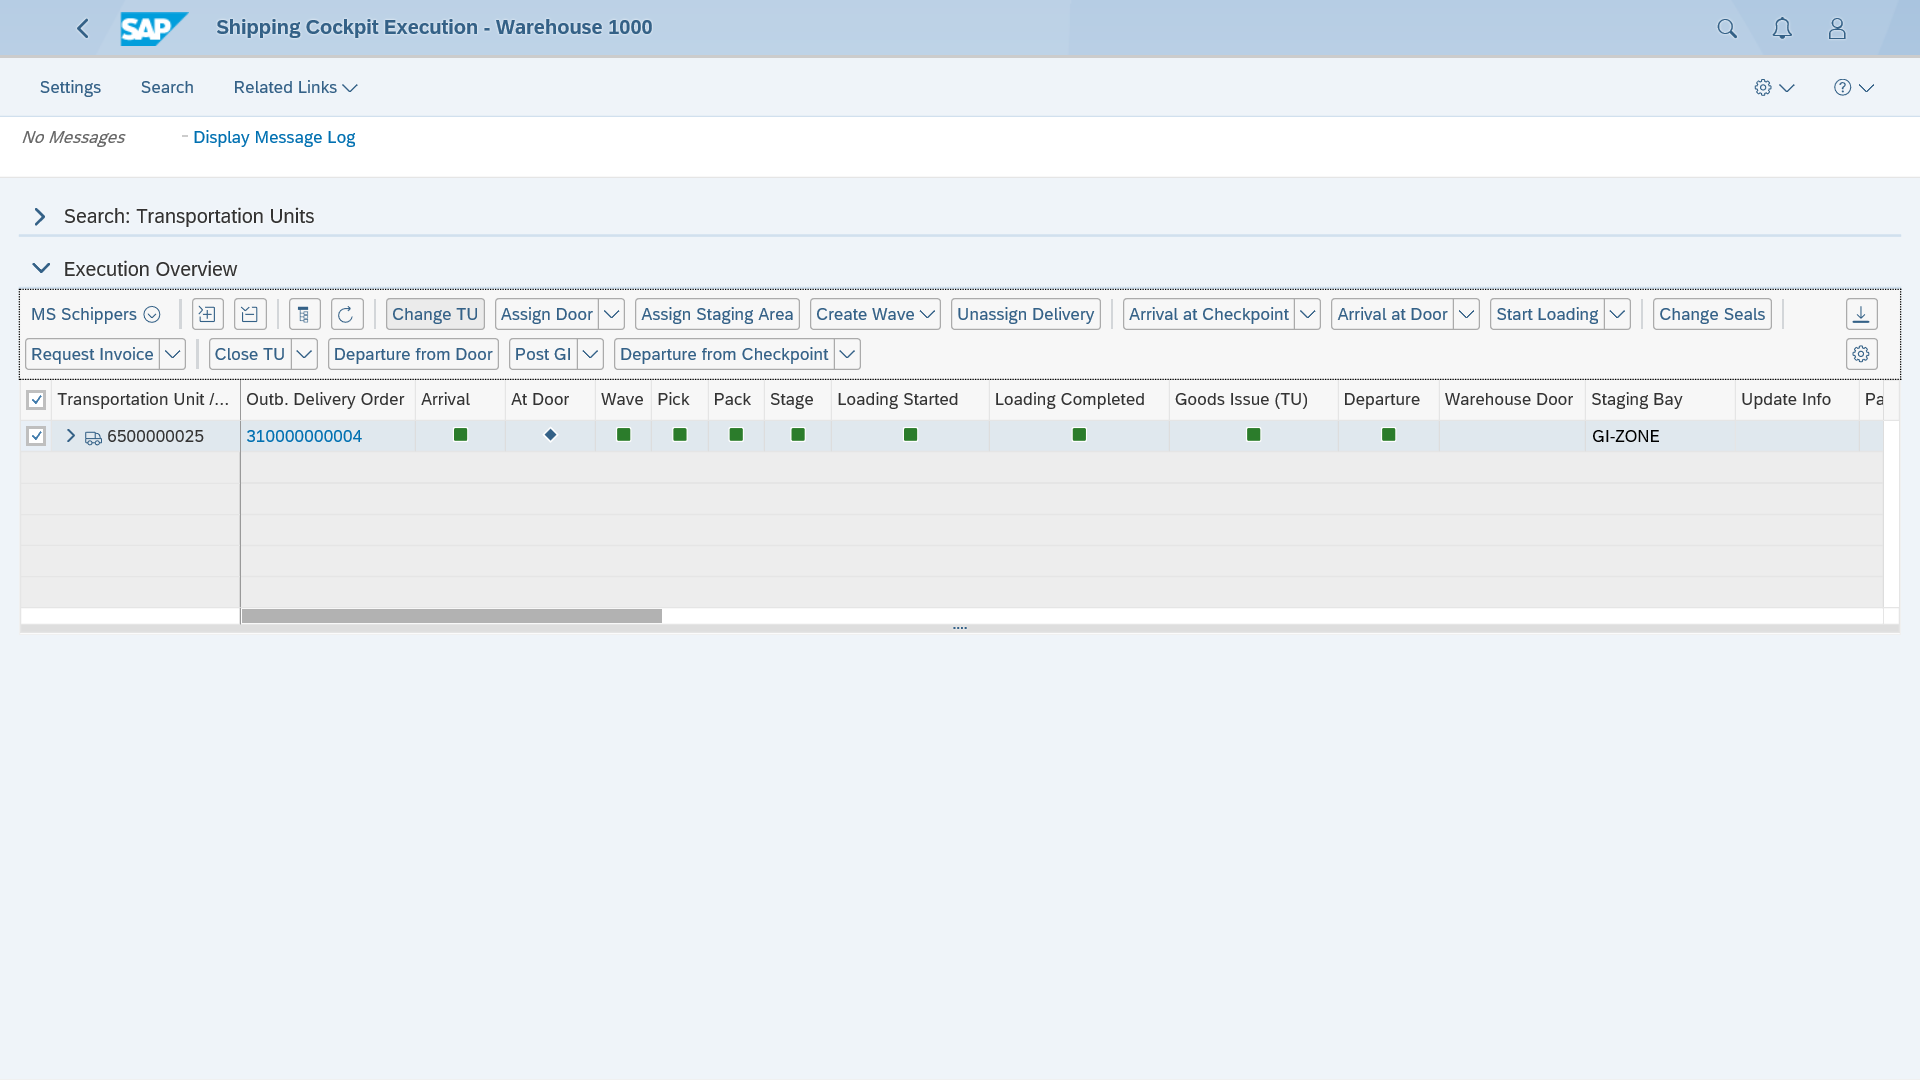 SAP Shipping Cockpit Execution - Warehouse 1000
Settings Search Related Links
No Messages - Display Message Log
Search: Transportation Units
Execution Overview
MS Schippers Change TU Assign Door Assign Staging Area Create Wave Unassign Delivery Arrival at Checkpoint Arrival at Door Start Loading Change Seals
Request Invoice Close TU Departure from Door Post GI Departure from Checkpoint
Transportation Unit /... Outb. Delivery Order Arrival At Door Wave Pick Pack Stage Loading Started Loading Completed Goods Issue (TU) Departure Warehouse Door Staging Bay Update Info Pa
6500000025 310000000004 GI-ZONE